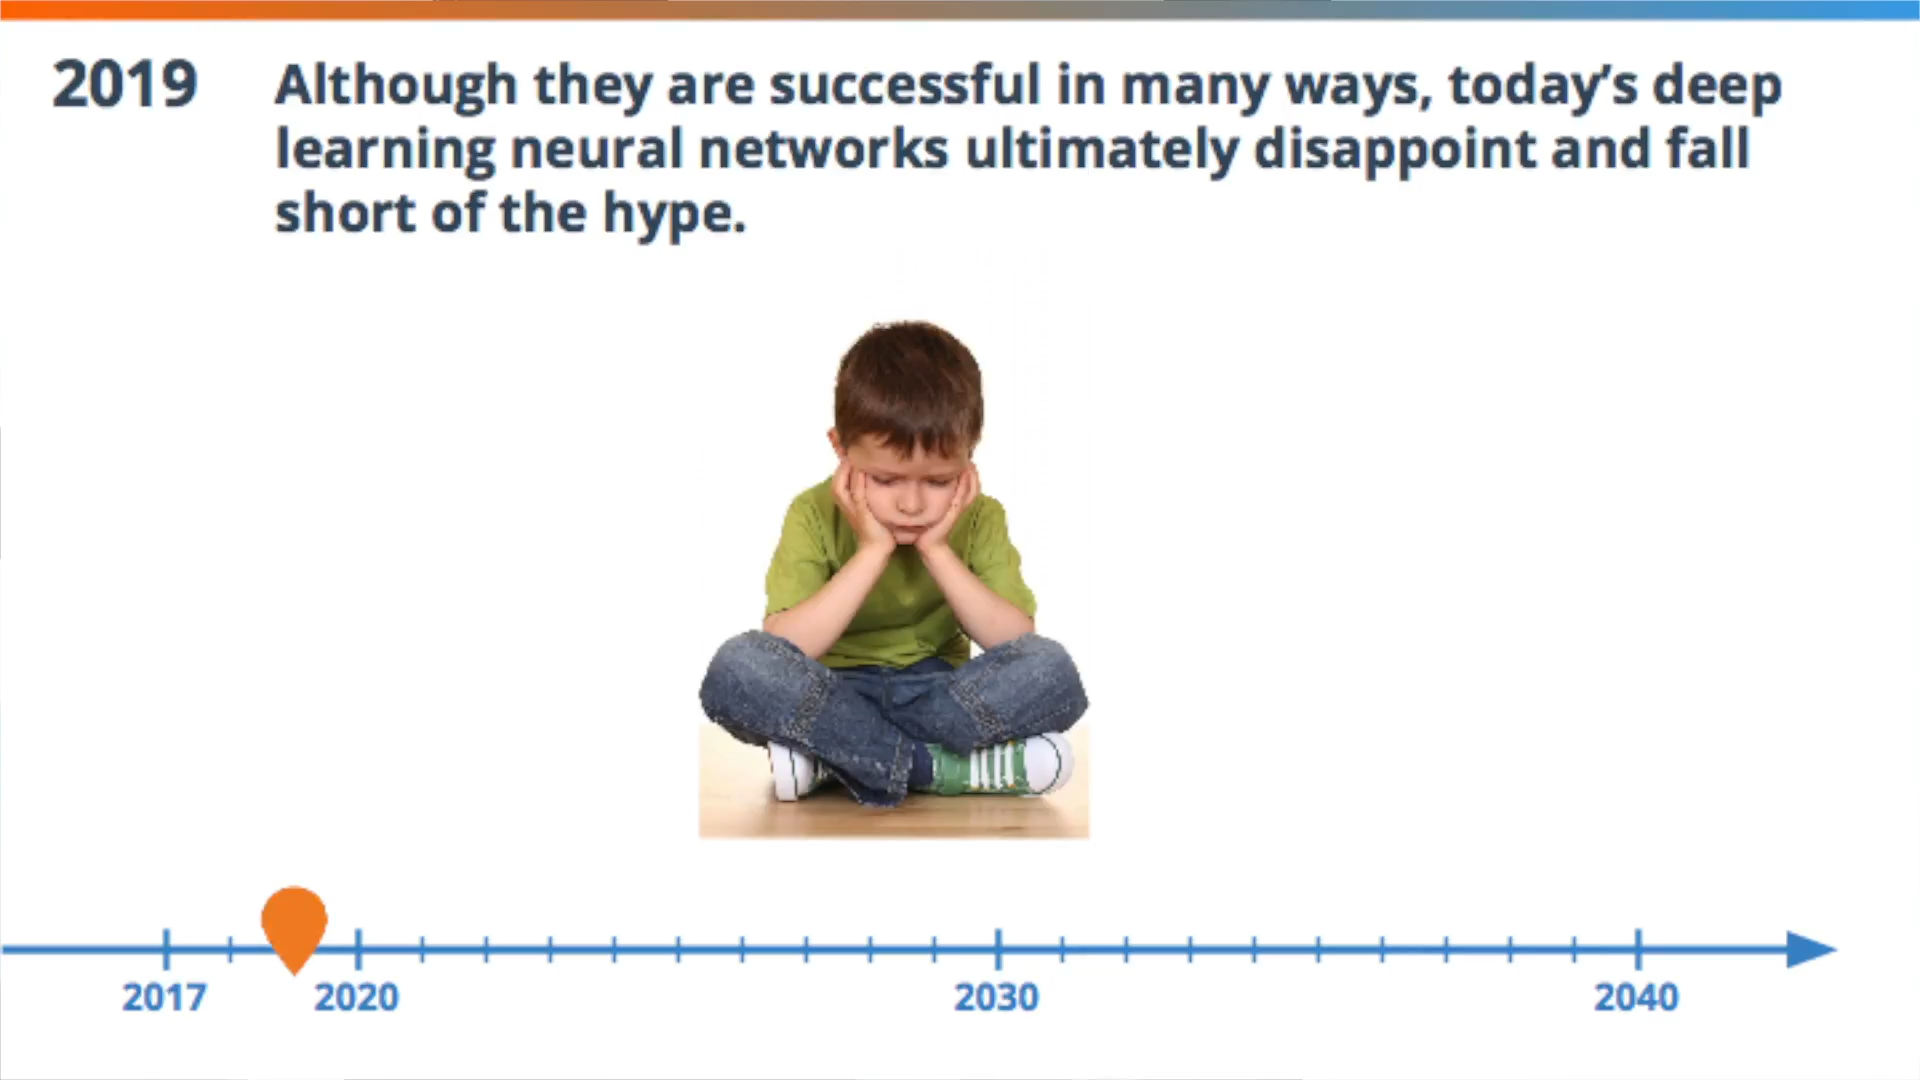 2019
Although they are successful in many ways, today’s deep
learning neural networks ultimately disappoint and fall
short of the hype.
2017
2020
2030
2040